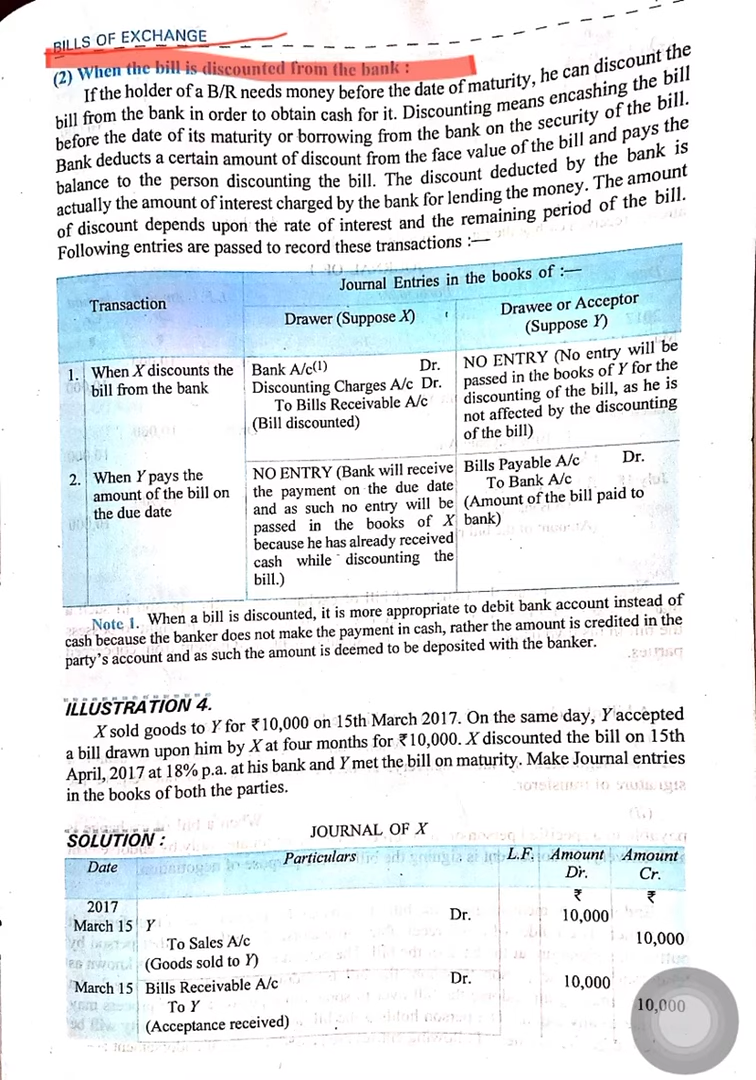 BILLS OF EXCHANGE
(2) When the bill is discounted from the bank :
If the holder of a B/R needs money before the date of maturity, he can discount the
bill from the bank in order to obtain cash for it. Discounting means encashing the bill
before the date of its maturity or borrowing from the bank on the security of the bill.
Bank deducts a certain amount of discount from the face value of the bill and pays the
balance to the person discounting the bill. The discount deducted by the bank is
actually the amount of interest charged by the bank for lending the money. The amount
of discount depends upon the rate of interest and the remaining period of the bill.
Following entries are passed to record these transactions :—
Transaction
Journal Entries in the books of :—
Drawer (Suppose X)
Drawee or Acceptor
(Suppose Y)
1. When X discounts the
bill from the bank
Bank A/c(1) Dr.
Discounting Charges A/c Dr.
To Bills Receivable A/c
(Bill discounted)
NO ENTRY (No entry will be
passed in the books of Y for the
discounting of the bill, as he is
not affected by the discounting
of the bill)
2. When Y pays the
amount of the bill on
the due date
NO ENTRY (Bank will receive
the payment on the due date
and as such no entry will be
passed in the books of X
because he has already received
cash while discounting the
bill.)
Bills Payable A/c Dr.
To Bank A/c
(Amount of the bill paid to
bank)
Note 1. When a bill is discounted, it is more appropriate to debit bank account instead of
cash because the banker does not make the payment in cash, rather the amount is credited in the
party's account and as such the amount is deemed to be deposited with the banker.
ILLUSTRATION 4.
X sold goods to Y for ₹10,000 on 15th March 2017. On the same day, Y accepted
a bill drawn upon him by X at four months for ₹10,000. X discounted the bill on 15th
April, 2017 at 18% p.a. at his bank and Y met the bill on maturity. Make Journal entries
in the books of both the parties.
SOLUTION :
JOURNAL OF X
Date Particulars L.F. Amount Amount
Dr. Cr.
2017 ₹ ₹
March 15 Y Dr. 10,000
To Sales A/c 10,000
(Goods sold to Y)
March 15 Bills Receivable A/c Dr. 10,000
To Y 10,000
(Acceptance received)